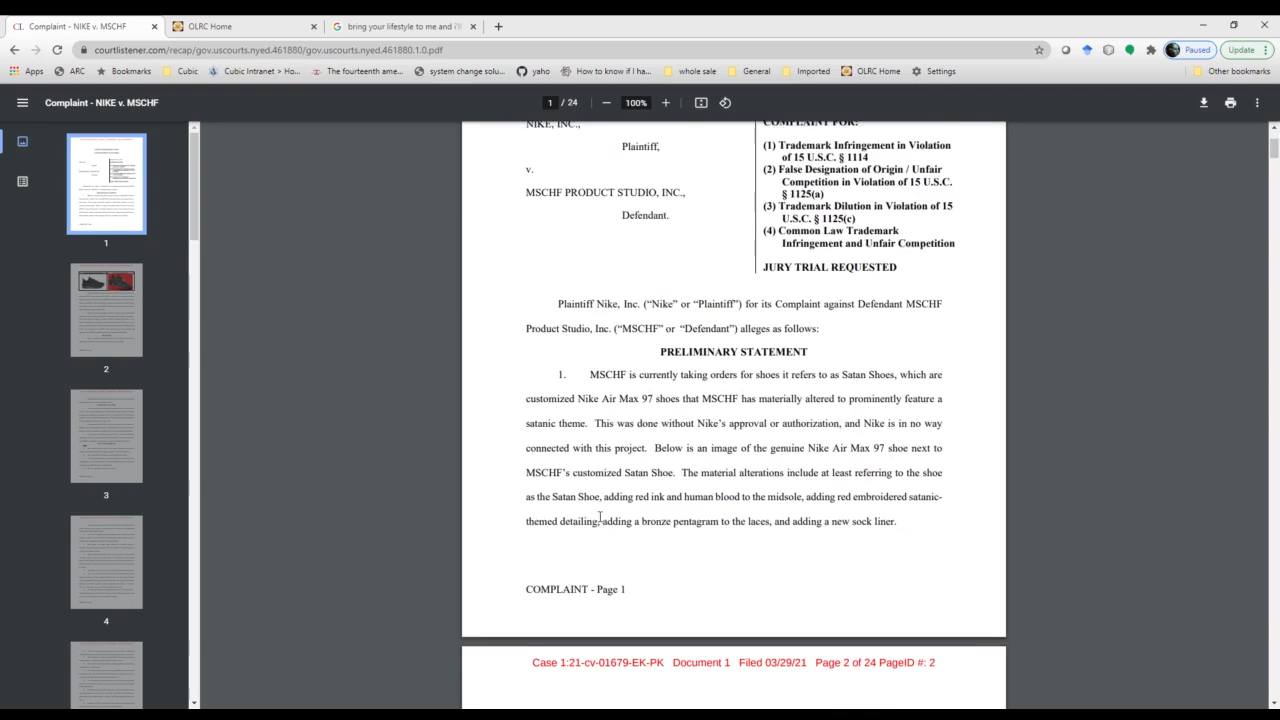 CL Complaint - NIKE v. MSCHF
OLRC Home
bring your lifestyle to me and i'll
courtlistener.com/recap/gov.uscourts.nyed.461880/gov.uscourts.nyed.461880.1.0.pdf
Paused
Update
Apps
ARC
Bookmarks
Cubic
Cubic Intranet > Ho...
The fourteenth ame...
system change solu...
yaho
How to know if I ha...
whole sale
General
Imported
OLRC Home
Settings
Other bookmarks
Complaint - NIKE v. MSCHF
1 / 24
100%
1
2
3
4
NIKE, INC.,
Plaintiff,
v.
MSCHF PRODUCT STUDIO, INC.,
Defendant.
COMPLAINT FOR:
(1) Trademark Infringement in Violation
of 15 U.S.C. § 1114
(2) False Designation of Origin / Unfair
Competition in Violation of 15 U.S.C.
§ 1125(a)
(3) Trademark Dilution in Violation of 15
U.S.C. § 1125(c)
(4) Common Law Trademark
Infringement and Unfair Competition
JURY TRIAL REQUESTED
Plaintiff Nike, Inc. (“Nike” or “Plaintiff”) for its Complaint against Defendant MSCHF
Product Studio, Inc. (“MSCHF” or “Defendant”) alleges as follows:
PRELIMINARY STATEMENT
1. MSCHF is currently taking orders for shoes it refers to as Satan Shoes, which are
customized Nike Air Max 97 shoes that MSCHF has materially altered to prominently feature a
satanic theme. This was done without Nike’s approval or authorization, and Nike is in no way
connected with this project. Below is an image of the genuine Nike Air Max 97 shoe next to
MSCHF’s customized Satan Shoe. The material alterations include at least referring to the shoe
as the Satan Shoe, adding red ink and human blood to the midsole, adding red embroidered satanic-
themed detailing, adding a bronze pentagram to the laces, and adding a new sock liner.
COMPLAINT - Page 1
Case 1:21-cv-01679-EK-PK Document 1 Filed 03/29/21 Page 2 of 24 PageID #: 2